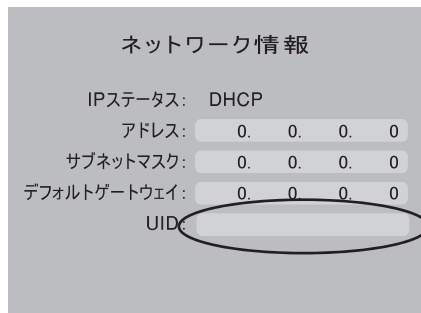 ネットワーク情報
IPステータス: DHCP
アドレス: 0. 0. 0. 0
サブネットマスク: 0. 0. 0. 0
デフォルトゲートウェイ: 0. 0. 0. 0
UID: